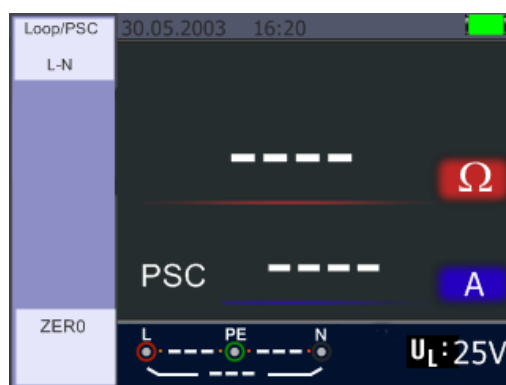 Loop/PSC 30.05.2003 16:20
L-N
---- Ω
PSC ---- A
ZER0
L PE N
--- ---
---
UL:25V